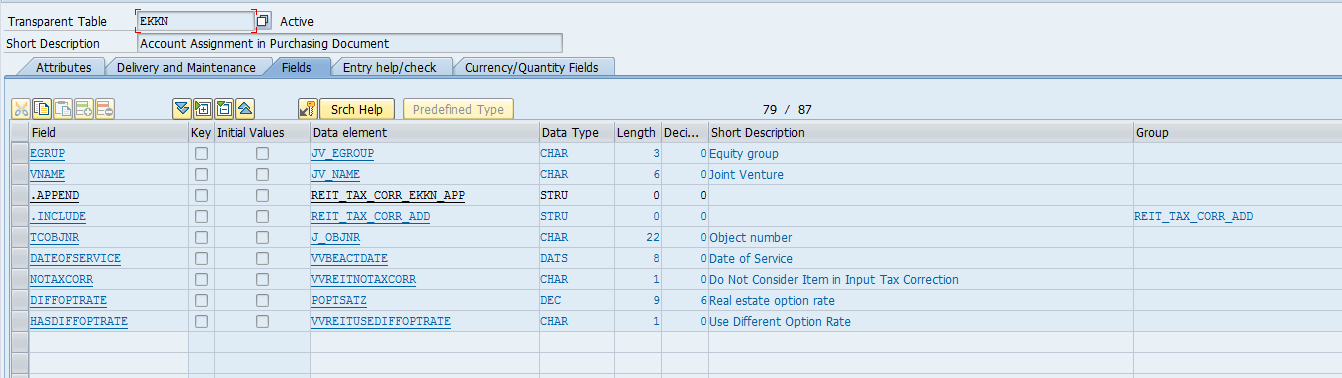 Transparent Table EKKN Active
Short Description Account Assignment in Purchasing Document
Attributes Delivery and Maintenance Fields Entry help/check Currency/Quantity Fields
Srch Help Predefined Type 79 / 87
Field Key Initial Values Data element Data Type Length Deci... Short Description Group
EGRUP JV_EGROUP CHAR 3 0 Equity group
VNAME JV_NAME CHAR 6 0 Joint Venture
.APPEND REIT_TAX_CORR_EKKN_APP STRU 0 0
.INCLUDE REIT_TAX_CORR_ADD STRU 0 0 REIT_TAX_CORR_ADD
TCOBJNR J_OBJNR CHAR 22 0 Object number
DATEOFSERVICE VVBEACTDATE DATS 8 0 Date of Service
NOTAXCORR VVREITNOTAXCORR CHAR 1 0 Do Not Consider Item in Input Tax Correction
DIFFOPTRATE POPTSATZ DEC 9 6 Real estate option rate
HASDIFFOPTRATE VVREITUSEDIFFOPTRATE CHAR 1 0 Use Different Option Rate